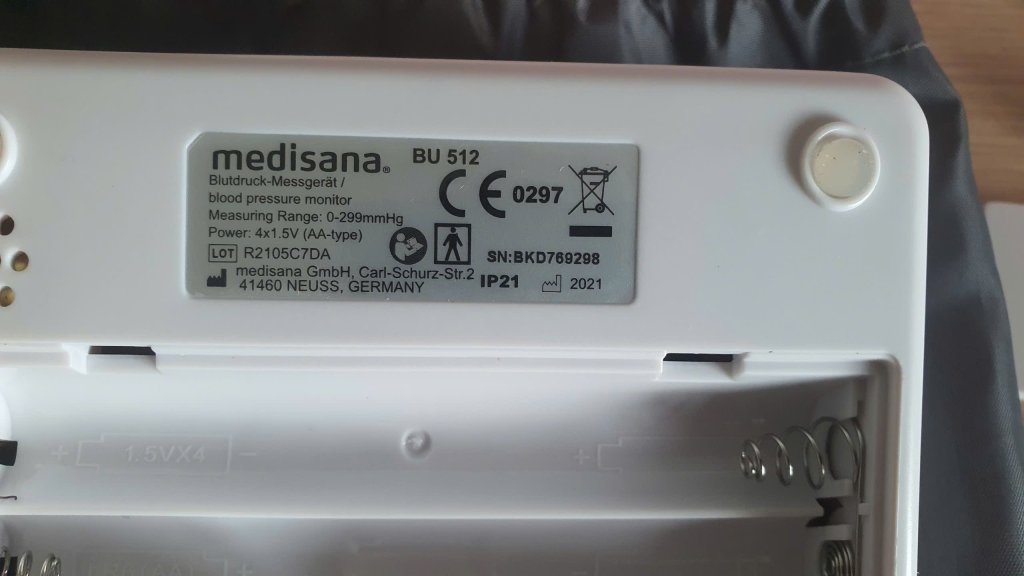 medisana® BU 512
Blutdruck-Messgerät /
blood pressure monitor
Measuring Range: 0-299mmHg
Power: 4x1.5V (AA-type)
CE 0297
LOT R2105C7DA
SN:BKD769298
medisana GmbH, Carl-Schurz-Str.2
41460 NEUSS, GERMANY
IP21 2021
+ 1.5VX4 − +